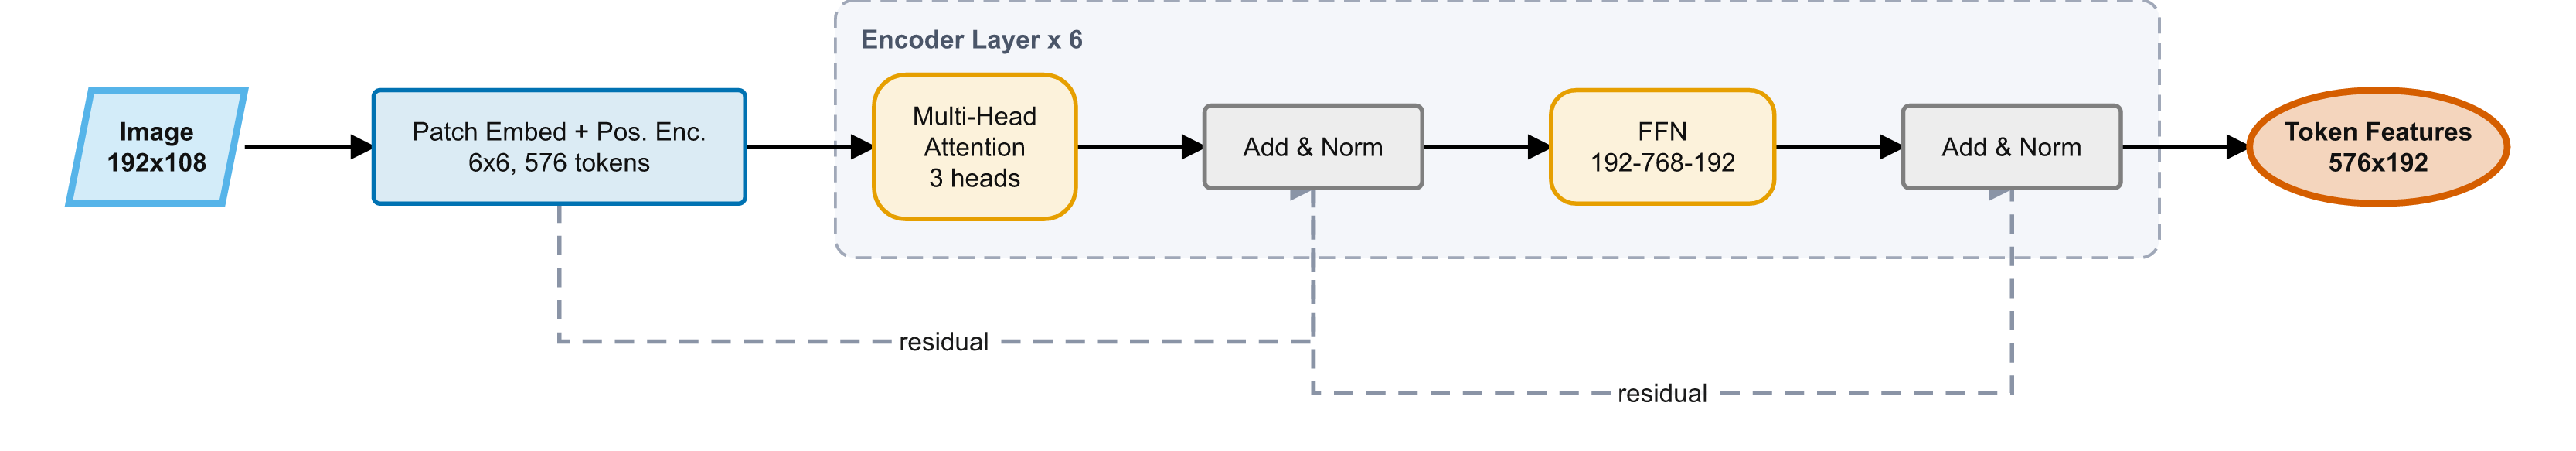 Encoder Layer x 6
Image
192x108
Patch Embed + Pos. Enc.
6x6, 576 tokens
Multi-Head
Attention
3 heads
Add & Norm
FFN
192-768-192
Add & Norm
Token Features
576x192
residual
residual